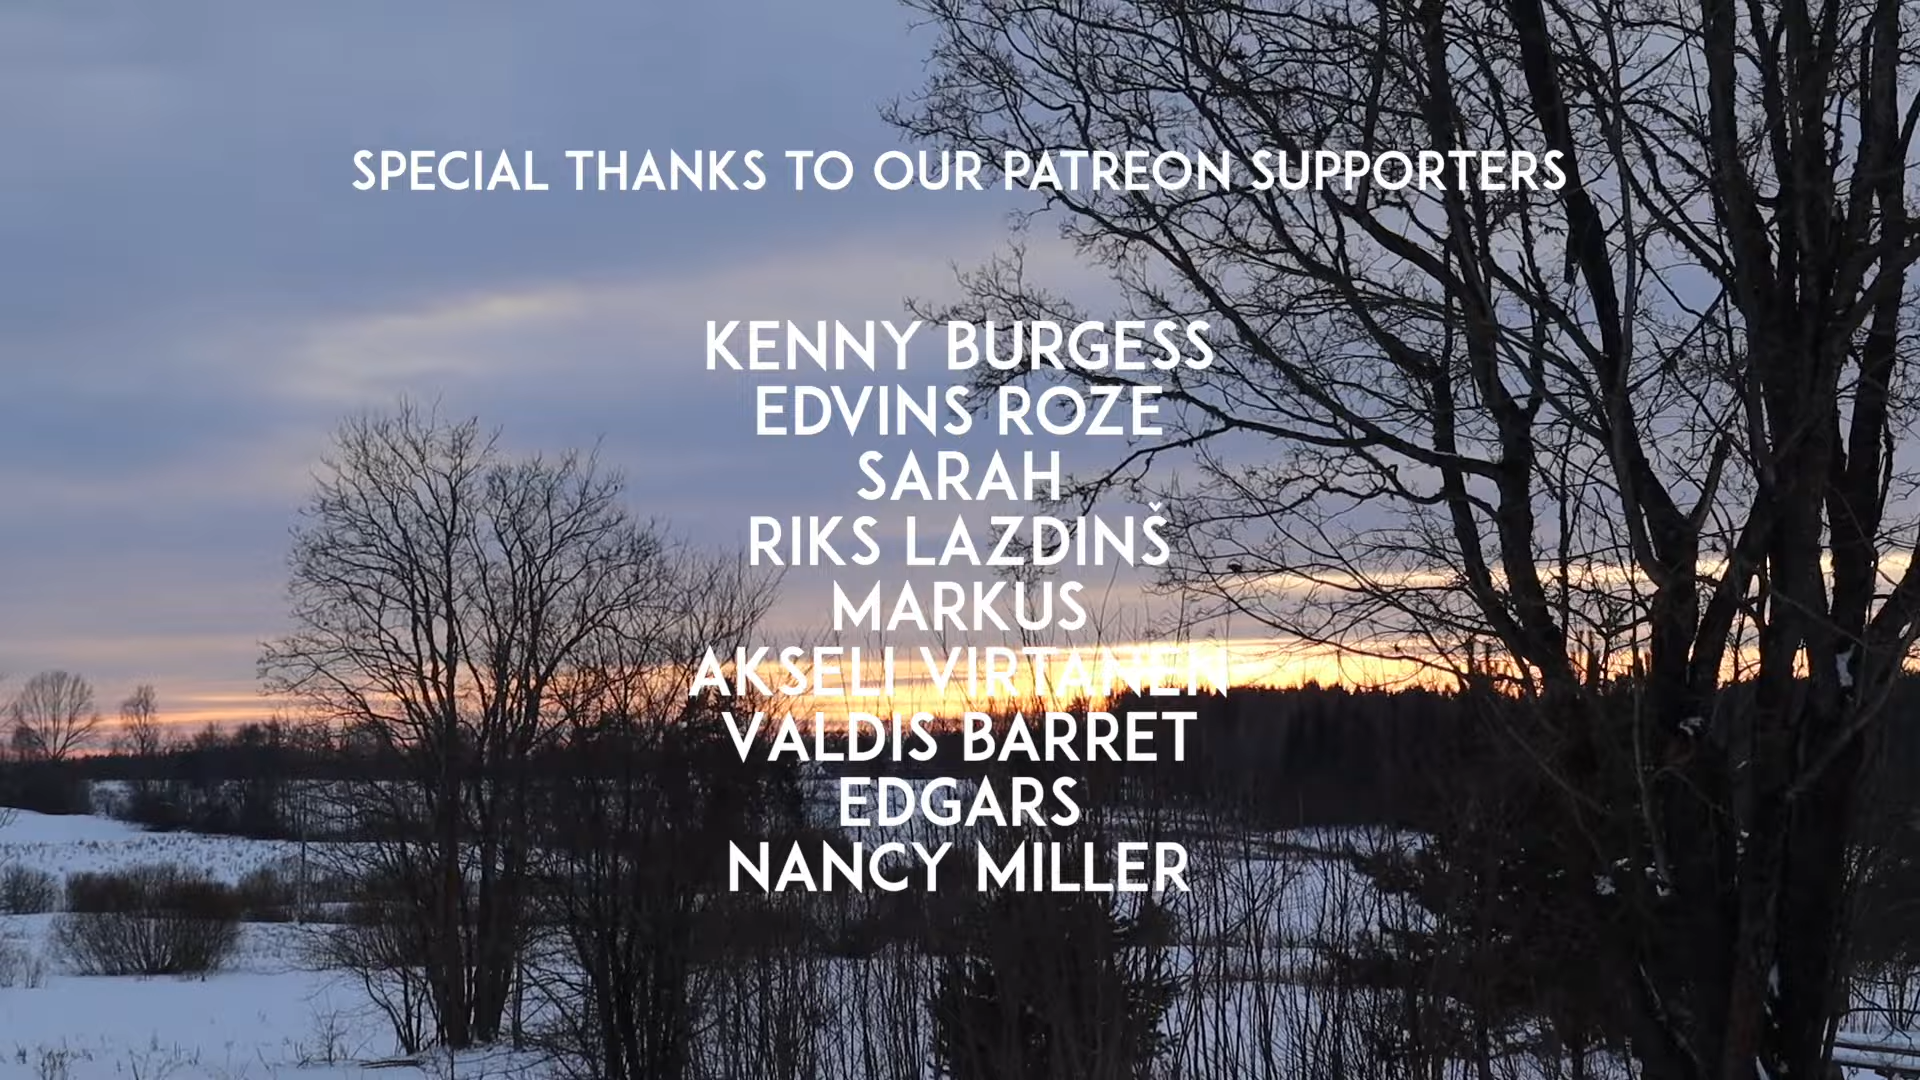 SPECIAL THANKS TO OUR PATREON SUPPORTERS
KENNY BURGESS
EDVINS ROZE
SARAH
RIKS LAZDINŠ
MARKUS
AKSELI VIRTANEN
VALDIS BARRET
EDGARS
NANCY MILLER